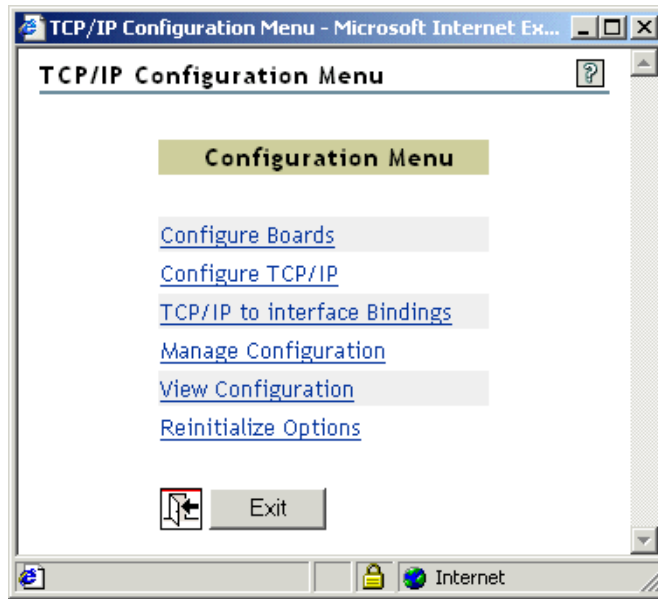 TCP/IP Configuration Menu - Microsoft Internet Ex...
TCP/IP Configuration Menu
?
Configuration Menu
Configure Boards
Configure TCP/IP
TCP/IP to interface Bindings
Manage Configuration
View Configuration
Reinitialize Options
Exit
Internet